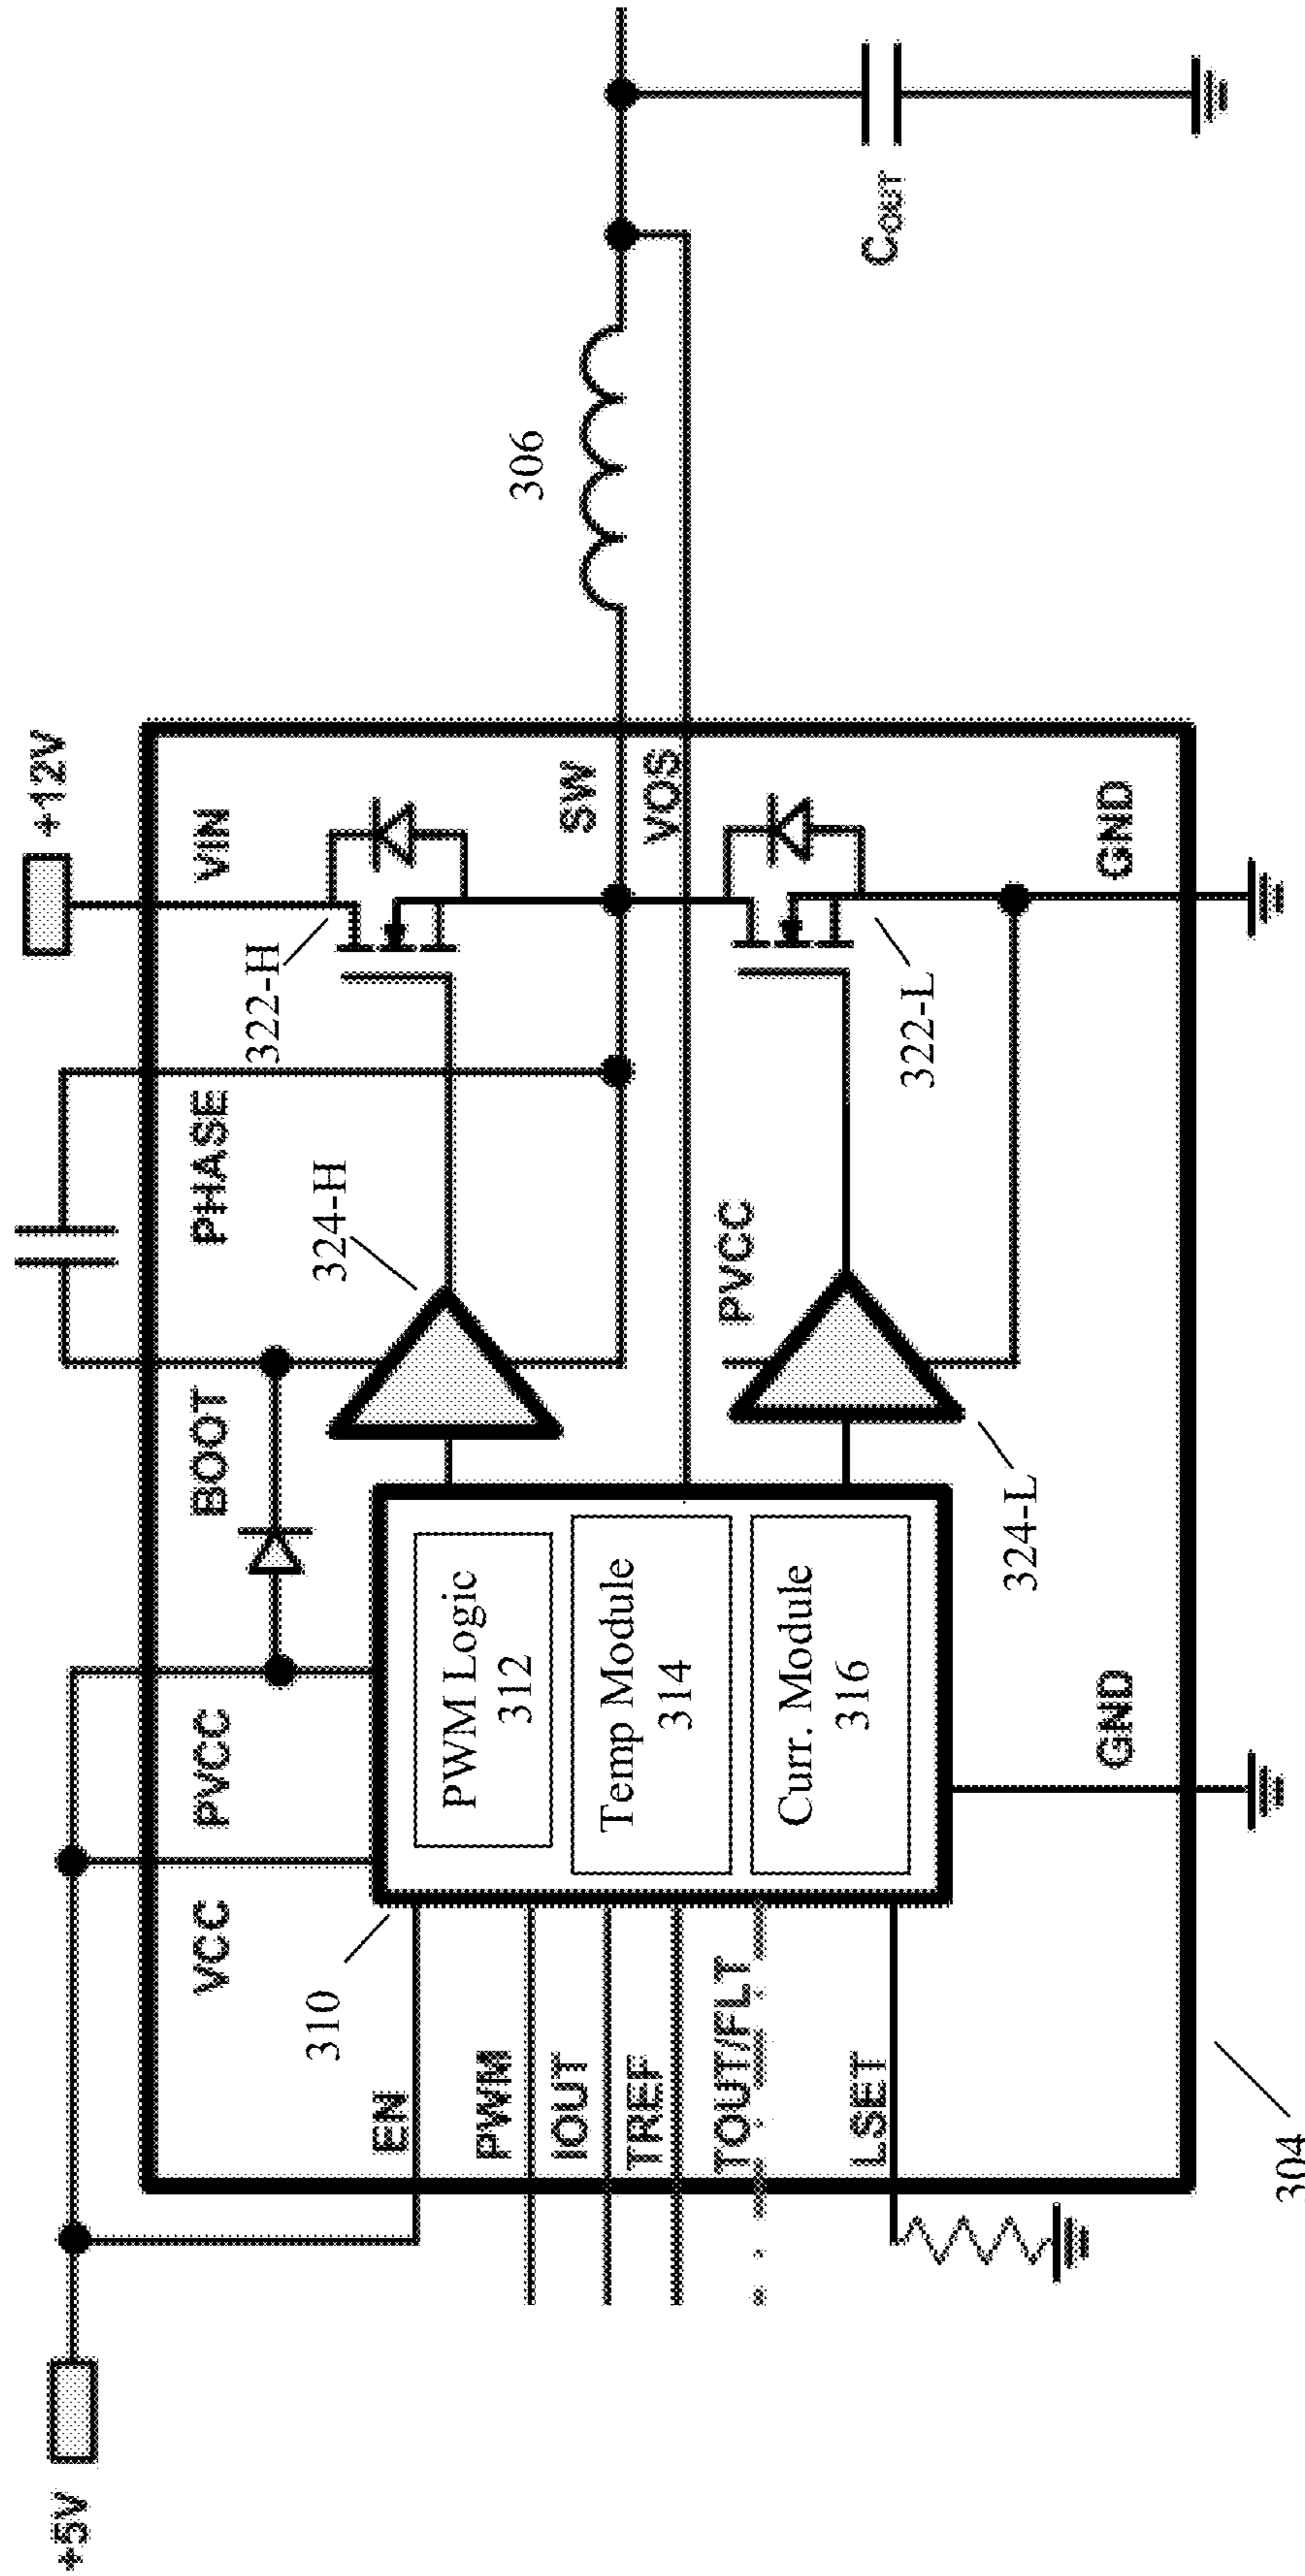 +5V
+12V
VCC
PVCC
BOOT
PHASE
VIN
310
324-H
322-H
EN
PWM
IOUT
TREF
TOUT/FLT
LSET
PWM Logic
312
Temp Module
314
Curr. Module
316
PVCC
SW
VOS
306
324-L
322-L
GND
GND
COUT
304